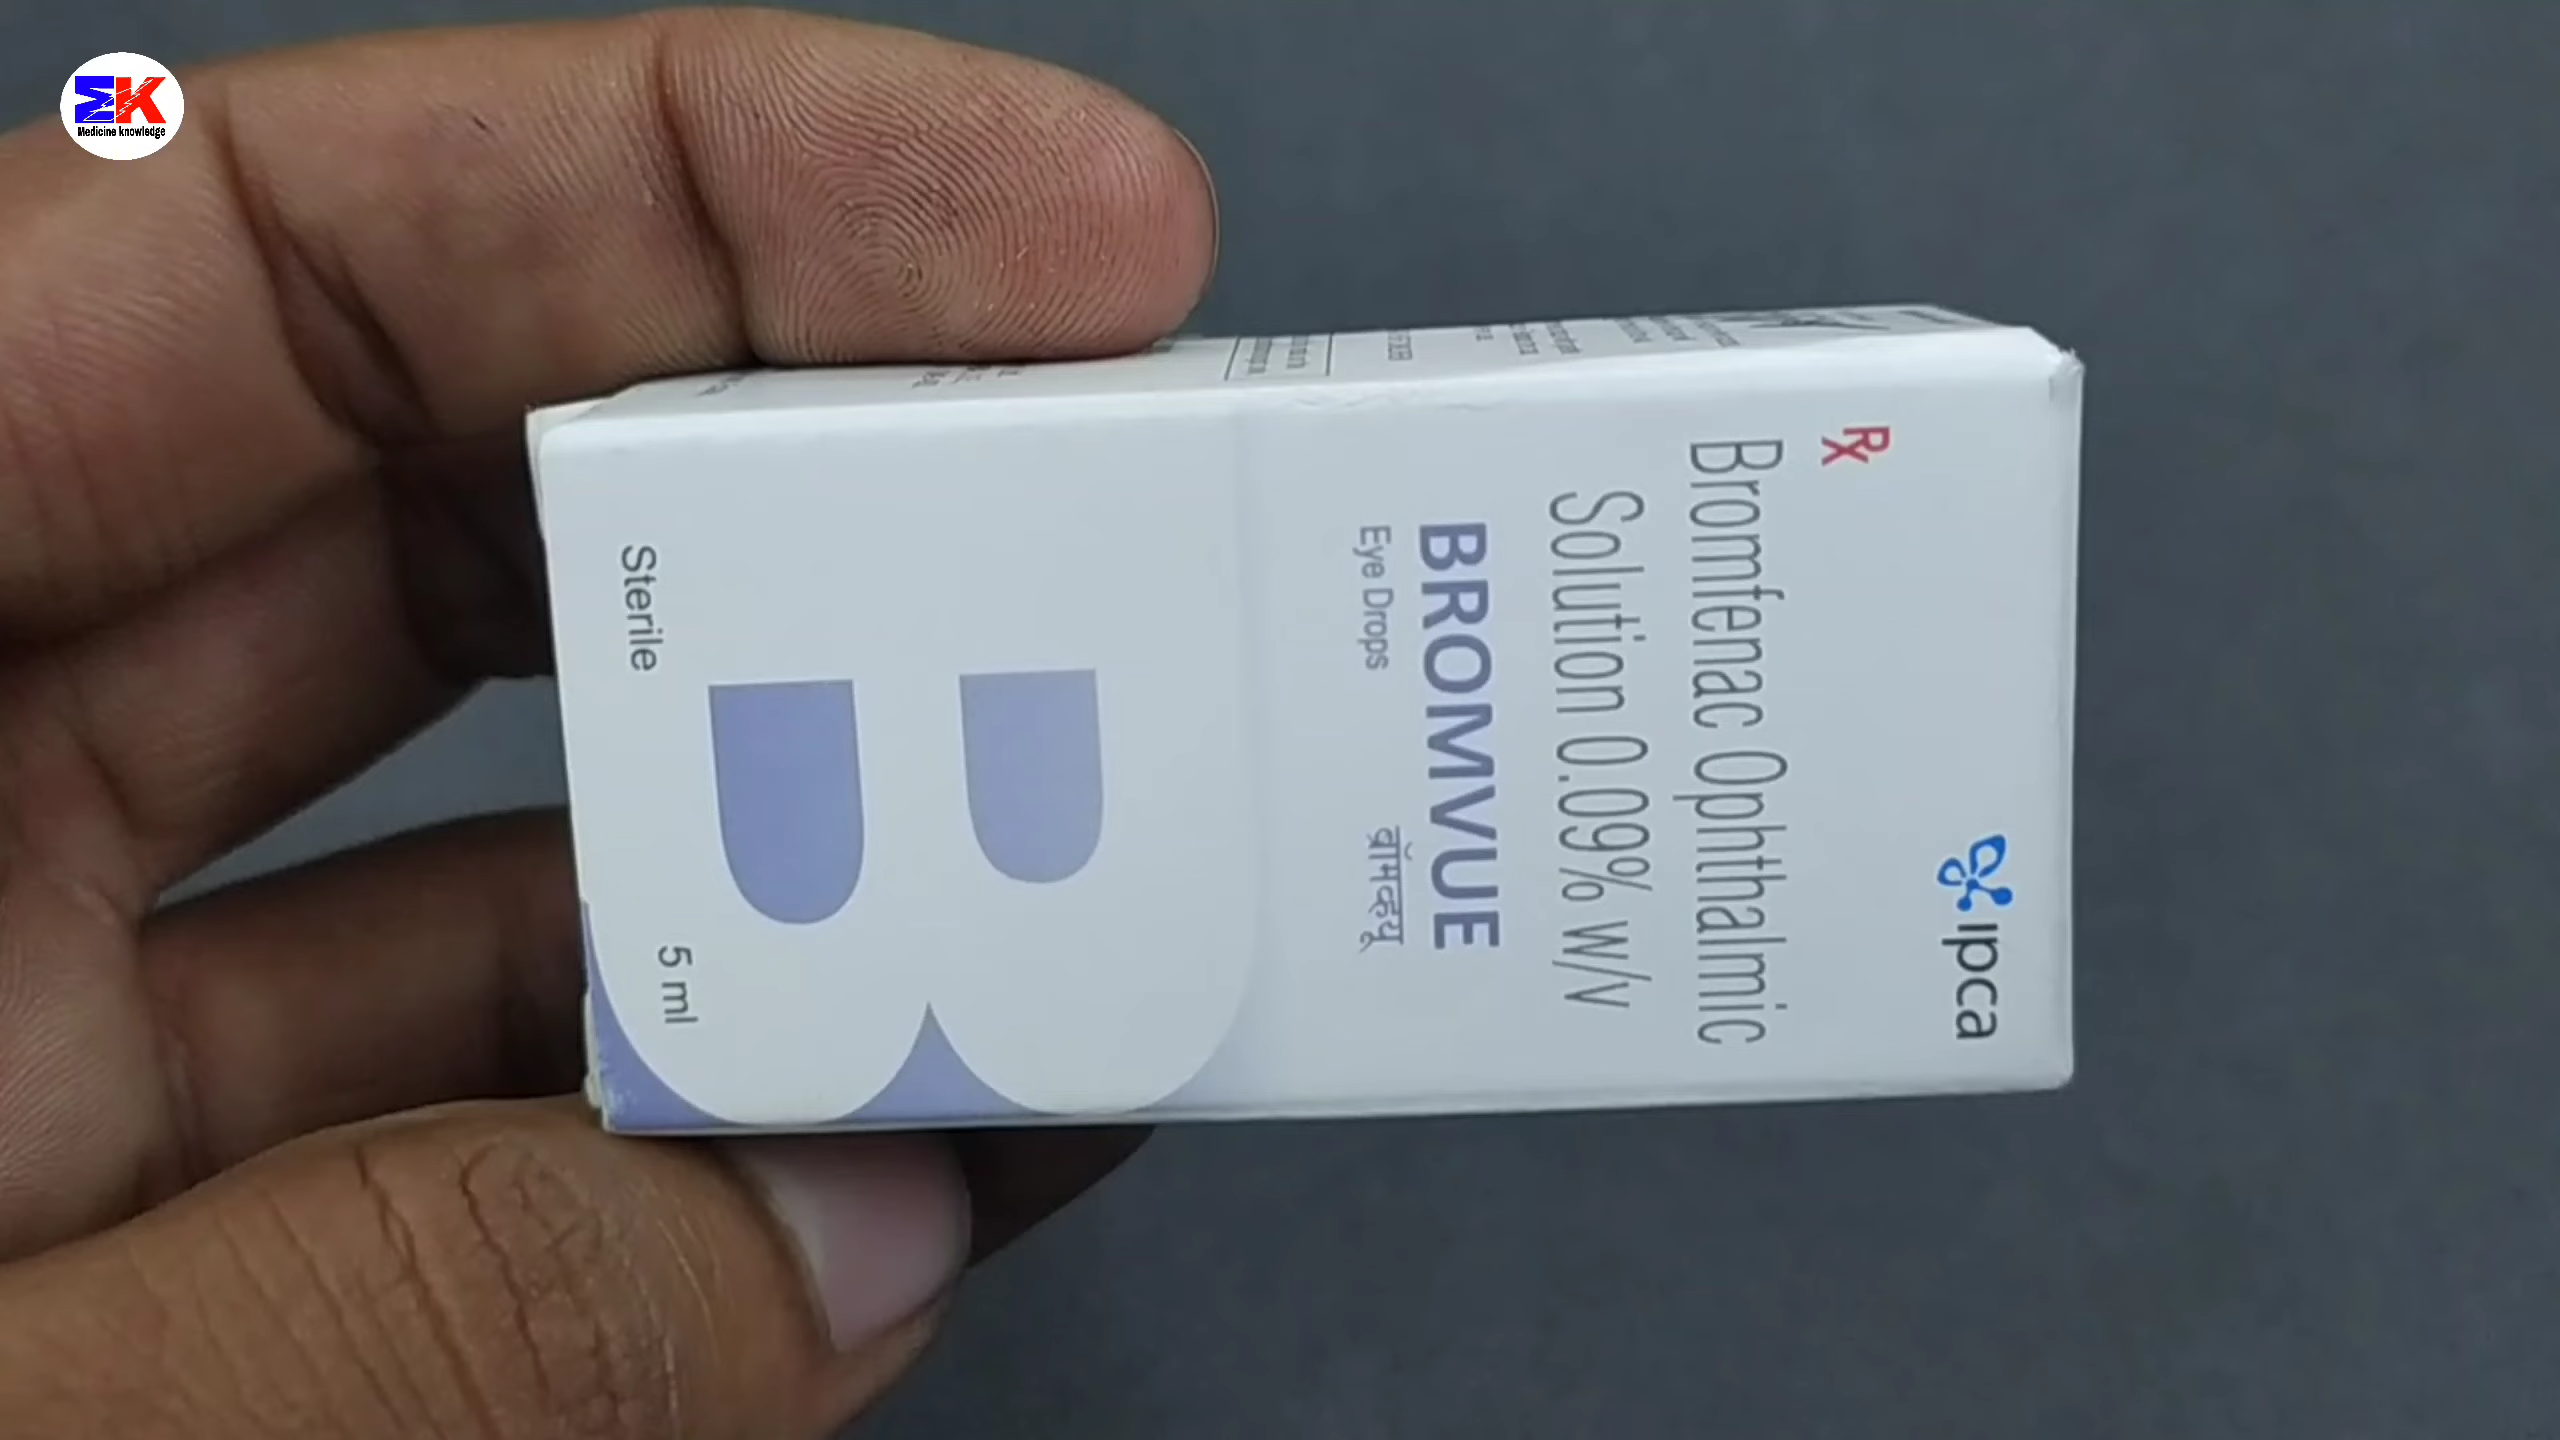 Medicine knowledge
ipca
Rx
Bromfenac Ophthalmic
Solution 0.09% w/v
BROMVUE
Eye Drops ब्रॉमव्यू
B
Sterile 5 ml